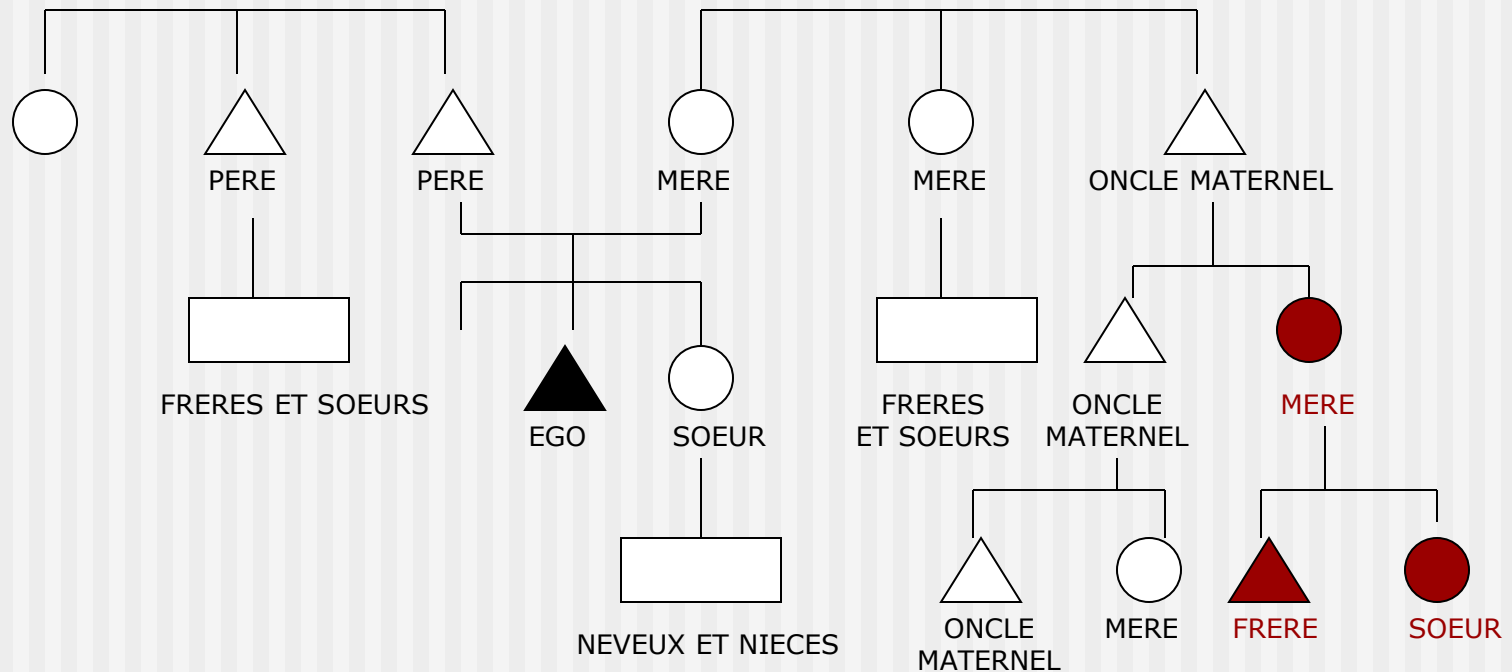 PERE
PERE
MERE
MERE
ONCLE MATERNEL
FRERES ET SOEURS
EGO
SOEUR
FRERES
ET SOEURS
ONCLE
MATERNEL
MERE
NEVEUX ET NIECES
ONCLE
MATERNEL
MERE
FRERE
SOEUR